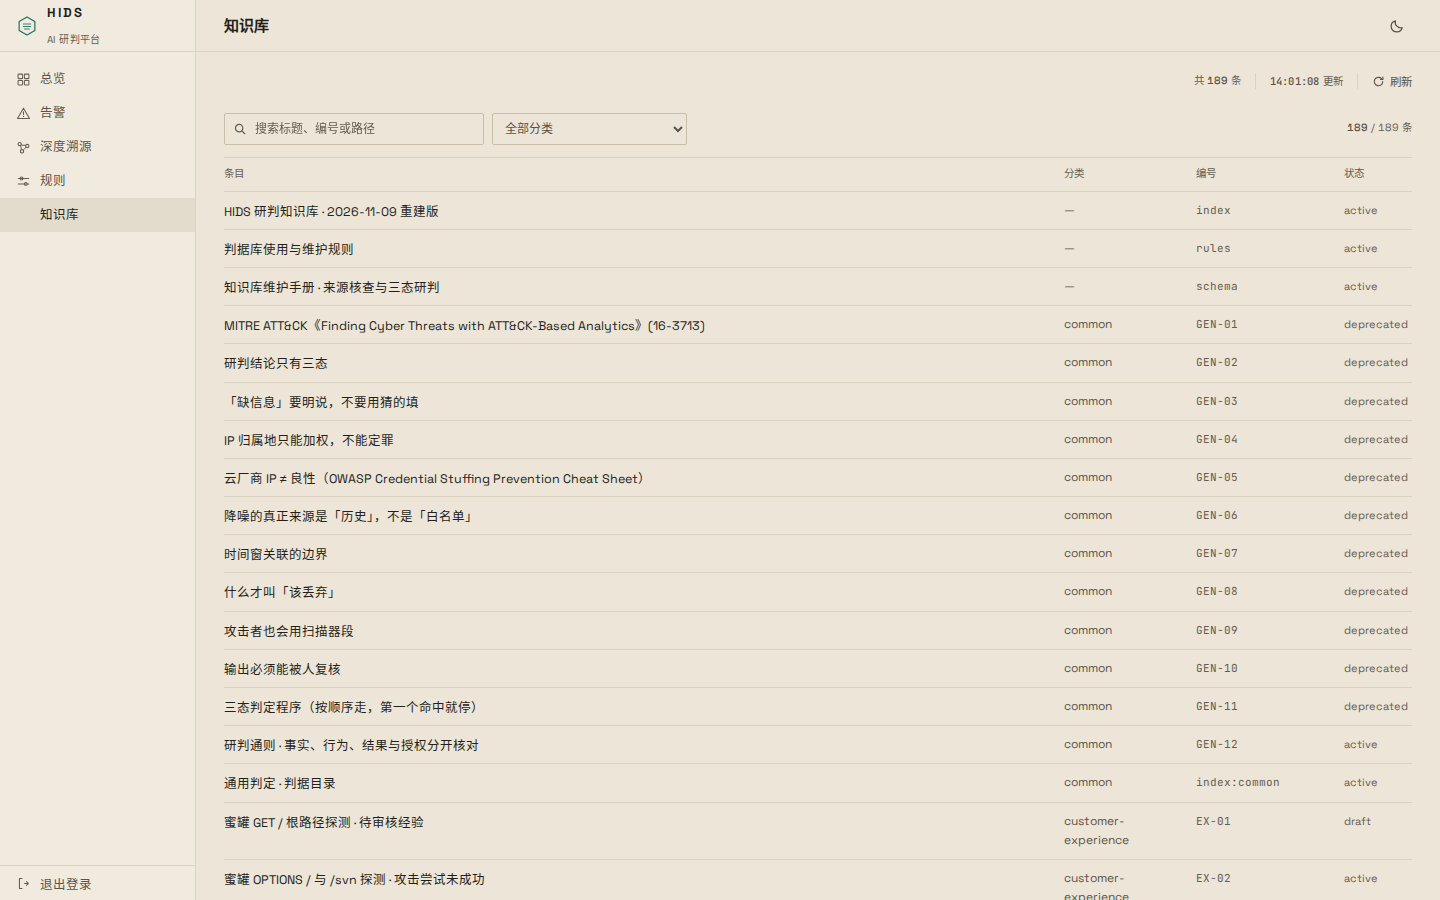 HIDS
AI 研判平台
知识库
总览
告警
深度溯源
规则
知识库
退出登录
共 189 条
14:01:08 更新
刷新
搜索标题、编号或路径
全部分类
189 / 189 条
条目 分类 编号 状态
HIDS 研判知识库 · 2026-11-09 重建版 — index active
判据库使用与维护规则 — rules active
知识库维护手册 · 来源核查与三态研判 — schema active
MITRE ATT&CK《Finding Cyber Threats with ATT&CK-Based Analytics》(16-3713) common GEN-01 deprecated
研判结论只有三态 common GEN-02 deprecated
「缺信息」要明说，不要用猜的填 common GEN-03 deprecated
IP 归属地只能加权，不能定罪 common GEN-04 deprecated
云厂商 IP ≠ 良性（OWASP Credential Stuffing Prevention Cheat Sheet） common GEN-05 deprecated
降噪的真正来源是「历史」，不是「白名单」 common GEN-06 deprecated
时间窗关联的边界 common GEN-07 deprecated
什么才叫「该丢弃」 common GEN-08 deprecated
攻击者也会用扫描器段 common GEN-09 deprecated
输出必须能被人复核 common GEN-10 deprecated
三态判定程序（按顺序走，第一个命中就停） common GEN-11 deprecated
研判通则 · 事实、行为、结果与授权分开核对 common GEN-12 active
通用判定 · 判据目录 common index:common active
蜜罐 GET / 根路径探测 · 待审核经验 customer-experience EX-01 draft
蜜罐 OPTIONS / 与 /svn 探测 · 攻击尝试未成功 customer-experience EX-02 active